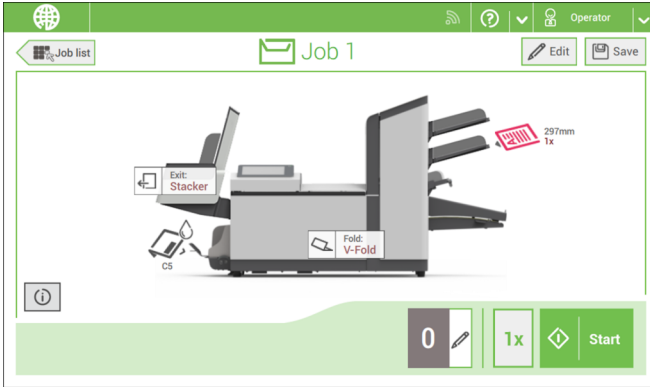 Operator
Job list
Job 1
Edit
Save
297mm
1x
Exit:
Stacker
Fold:
V-Fold
C5
0
1x
Start